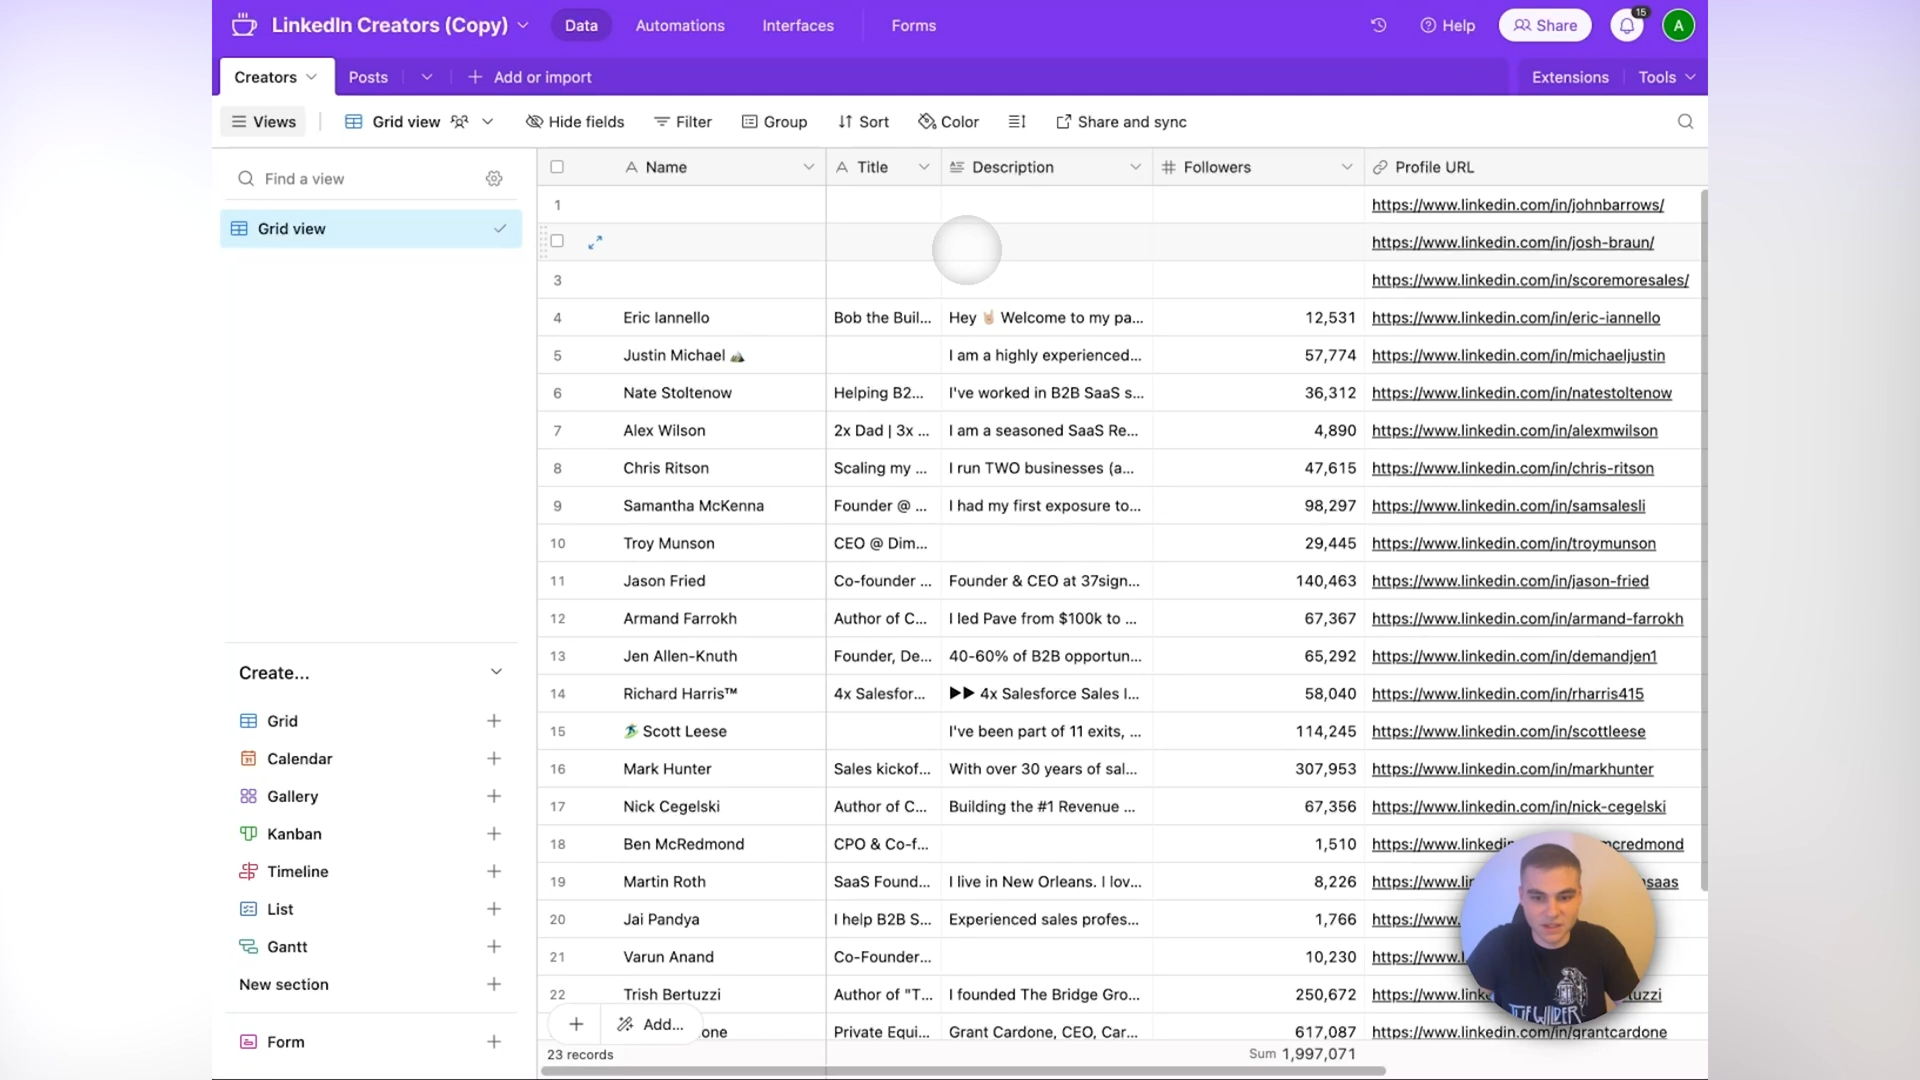 LinkedIn Creators (Copy)
Data
Automations
Interfaces
Forms
Help
Share
15
A
Creators
Posts
Add or import
Extensions
Tools
Views
Grid view
Hide fields
Filter
Group
Sort
Color
Share and sync
Find a view
Grid view
Create...
Grid
Calendar
Gallery
Kanban
Timeline
List
Gantt
New section
Form
Name Title Description Followers Profile URL
1 https://www.linkedin.com/in/johnbarrows/
https://www.linkedin.com/in/josh-braun/
3 https://www.linkedin.com/in/scoremoresales/
4 Eric Iannello Bob the Buil... Hey 🤘🏼 Welcome to my pa... 12,531 https://www.linkedin.com/in/eric-iannello
5 Justin Michael I am a highly experienced... 57,774 https://www.linkedin.com/in/michaeljustin
6 Nate Stoltenow Helping B2... I've worked in B2B SaaS s... 36,312 https://www.linkedin.com/in/natestoltenow
7 Alex Wilson 2x Dad | 3x ... I am a seasoned SaaS Re... 4,890 https://www.linkedin.com/in/alexmwilson
8 Chris Ritson Scaling my ... I run TWO businesses (a... 47,615 https://www.linkedin.com/in/chris-ritson
9 Samantha McKenna Founder @ ... I had my first exposure to... 98,297 https://www.linkedin.com/in/samsalesli
10 Troy Munson CEO @ Dim... 29,445 https://www.linkedin.com/in/troymunson
11 Jason Fried Co-founder ... Founder & CEO at 37sign... 140,463 https://www.linkedin.com/in/jason-fried
12 Armand Farrokh Author of C... I led Pave from $100k to ... 67,367 https://www.linkedin.com/in/armand-farrokh
13 Jen Allen-Knuth Founder, De... 40-60% of B2B opportun... 65,292 https://www.linkedin.com/in/demandjen1
14 Richard Harris™ 4x Salesfor... ▶▶ 4x Salesforce Sales I... 58,040 https://www.linkedin.com/in/rharris415
15 🏄 Scott Leese I've been part of 11 exits, ... 114,245 https://www.linkedin.com/in/scottleese
16 Mark Hunter Sales kickof... With over 30 years of sal... 307,953 https://www.linkedin.com/in/markhunter
17 Nick Cegelski Author of C... Building the #1 Revenue ... 67,356 https://www.linkedin.com/in/nick-cegelski
18 Ben McRedmond CPO & Co-f... 1,510 https://www.linkedin mcredmond
19 Martin Roth SaaS Found... I live in New Orleans. I lov... 8,226 https://www.lin saas
20 Jai Pandya I help B2B S... Experienced sales profes... 1,766 https://www.
21 Varun Anand Co-Founder... 10,230 https://www.
22 Trish Bertuzzi Author of "T... I founded The Bridge Gro... 250,672 https://www.link tuzzi
one Private Equi... Grant Cardone, CEO, Car... 617,087 https://www.linkedin.com/in/grantcardone
Add...
23 records
Sum 1,997,071